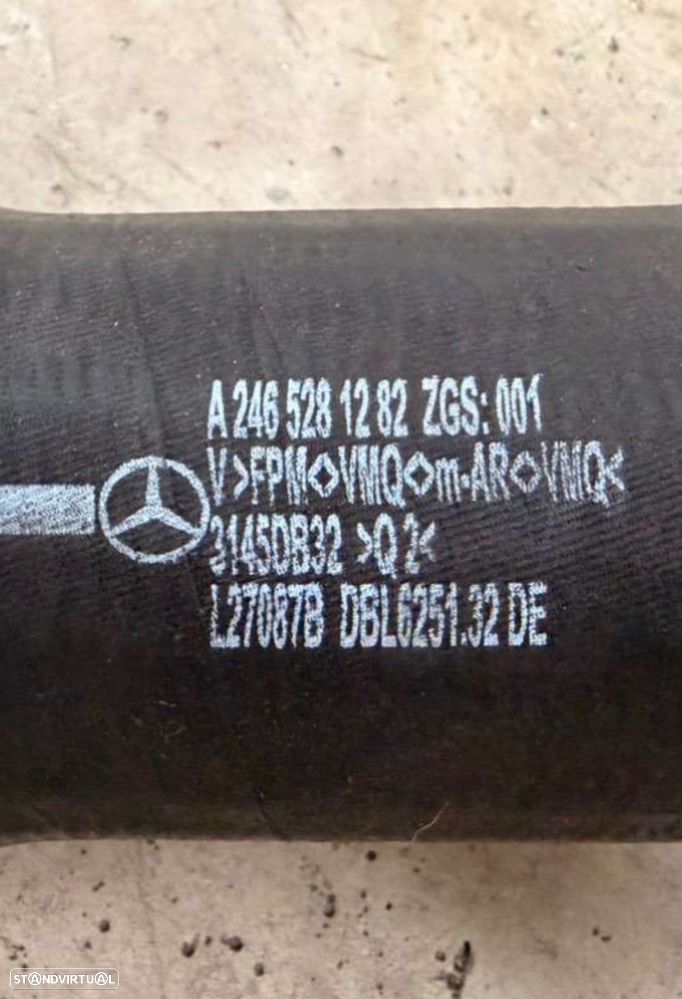 A 246 528 12 82 ZGS: 001
V>FPM<>VMQ<>m-AR<>VMQ<
3145DB32 >Q 2<
L27087B DBL6251.32 DE
STANDVIRTUAL